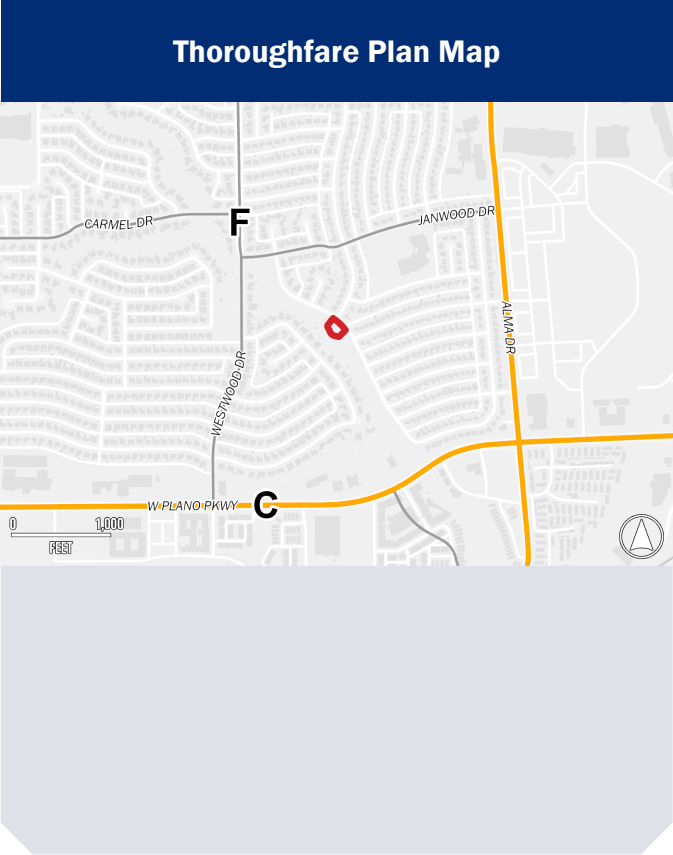 Thoroughfare Plan Map
F
CARMEL DR
JANWOOD DR
ALMA DR
WESTWOOD DR
W PLANO PKWY
C
0 1,000
FEET